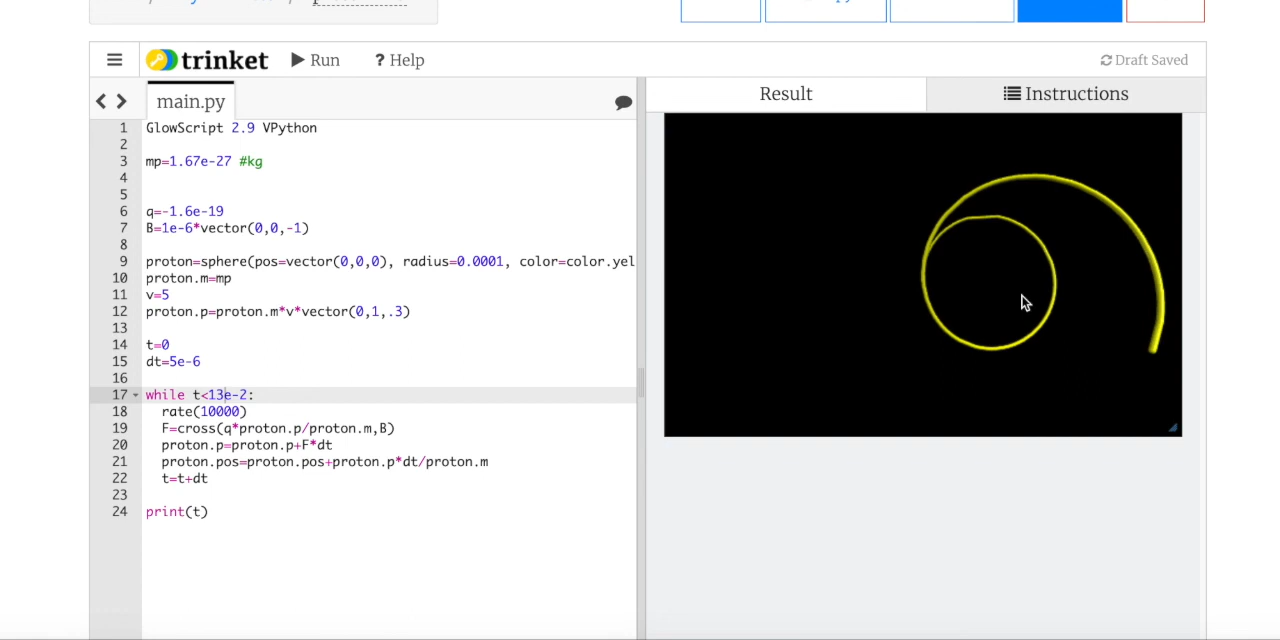 trinket Run ? Help Draft Saved
main.py
Result Instructions
1 GlowScript 2.9 VPython
2
3 mp=1.67e-27 #kg
4
5
6 q=-1.6e-19
7 B=1e-6*vector(0,0,-1)
8
9 proton=sphere(pos=vector(0,0,0), radius=0.0001, color=color.yel
10 proton.m=mp
11 v=5
12 proton.p=proton.m*v*vector(0,1,.3)
13
14 t=0
15 dt=5e-6
16
17 while t<13e-2:
18 rate(10000)
19 F=cross(q*proton.p/proton.m,B)
20 proton.p=proton.p+F*dt
21 proton.pos=proton.pos+proton.p*dt/proton.m
22 t=t+dt
23
24 print(t)